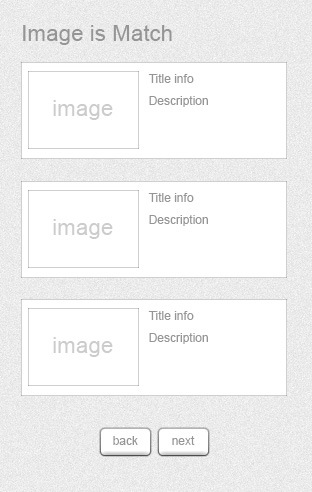 Image is Match
image
Title info
Description
image
Title info
Description
image
Title info
Description
back
next